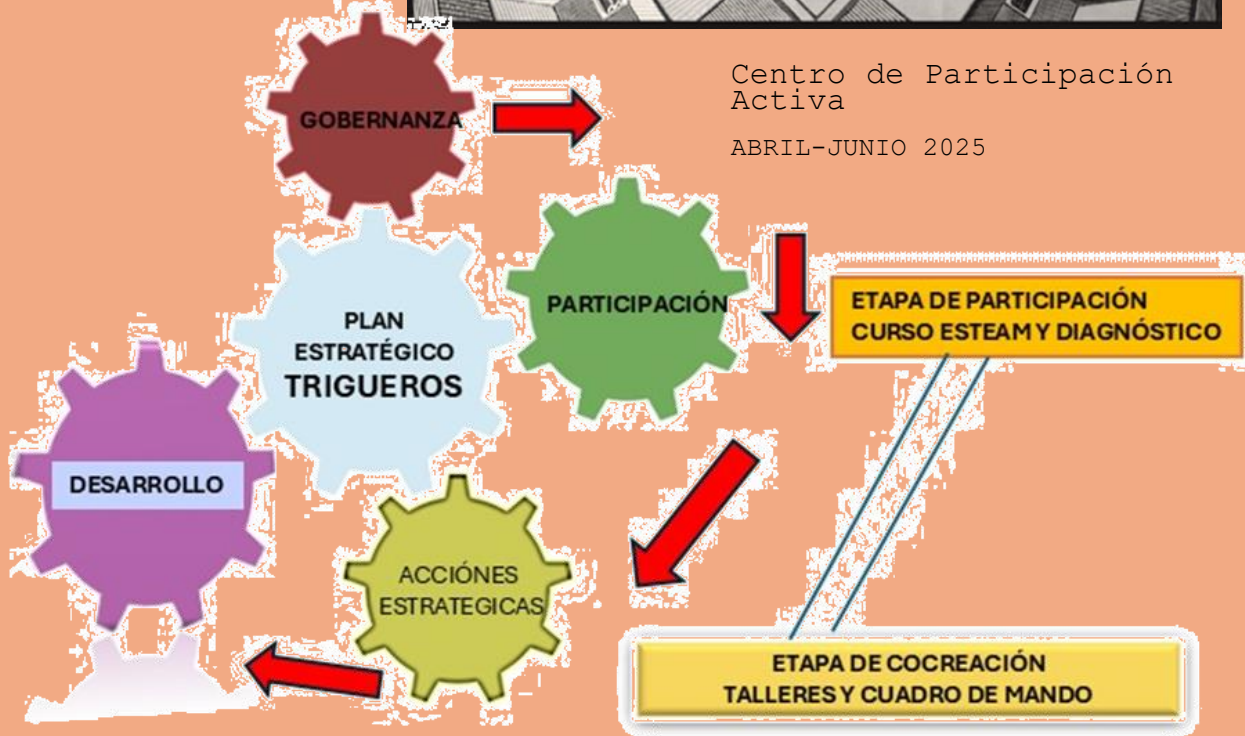 Centro de Participación
Activa
ABRIL-JUNIO 2025
GOBERNANZA
PARTICIPACIÓN
ETAPA DE PARTICIPACIÓN
CURSO ESTEAM Y DIAGNÓSTICO
PLAN
ESTRATÉGICO
TRIGUEROS
DESARROLLO
ACCIÓNES
ESTRATEGICAS
ETAPA DE COCREACIÓN
TALLERES Y CUADRO DE MANDO